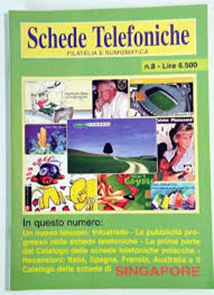 Schede Telefoniche
FILATELIA E NUMISMATICA
n.8 - Lire 6.500
In questo numero:
Un nuovo telecom: Infostrada - La pubblicità pro-
gresso nelle schede telefoniche - La prima parte
del Catalogo delle schede telefoniche polacche -
Recensioni: Italia, Spagna, Francia, Australia e il
Catalogo delle schede di SINGAPORE